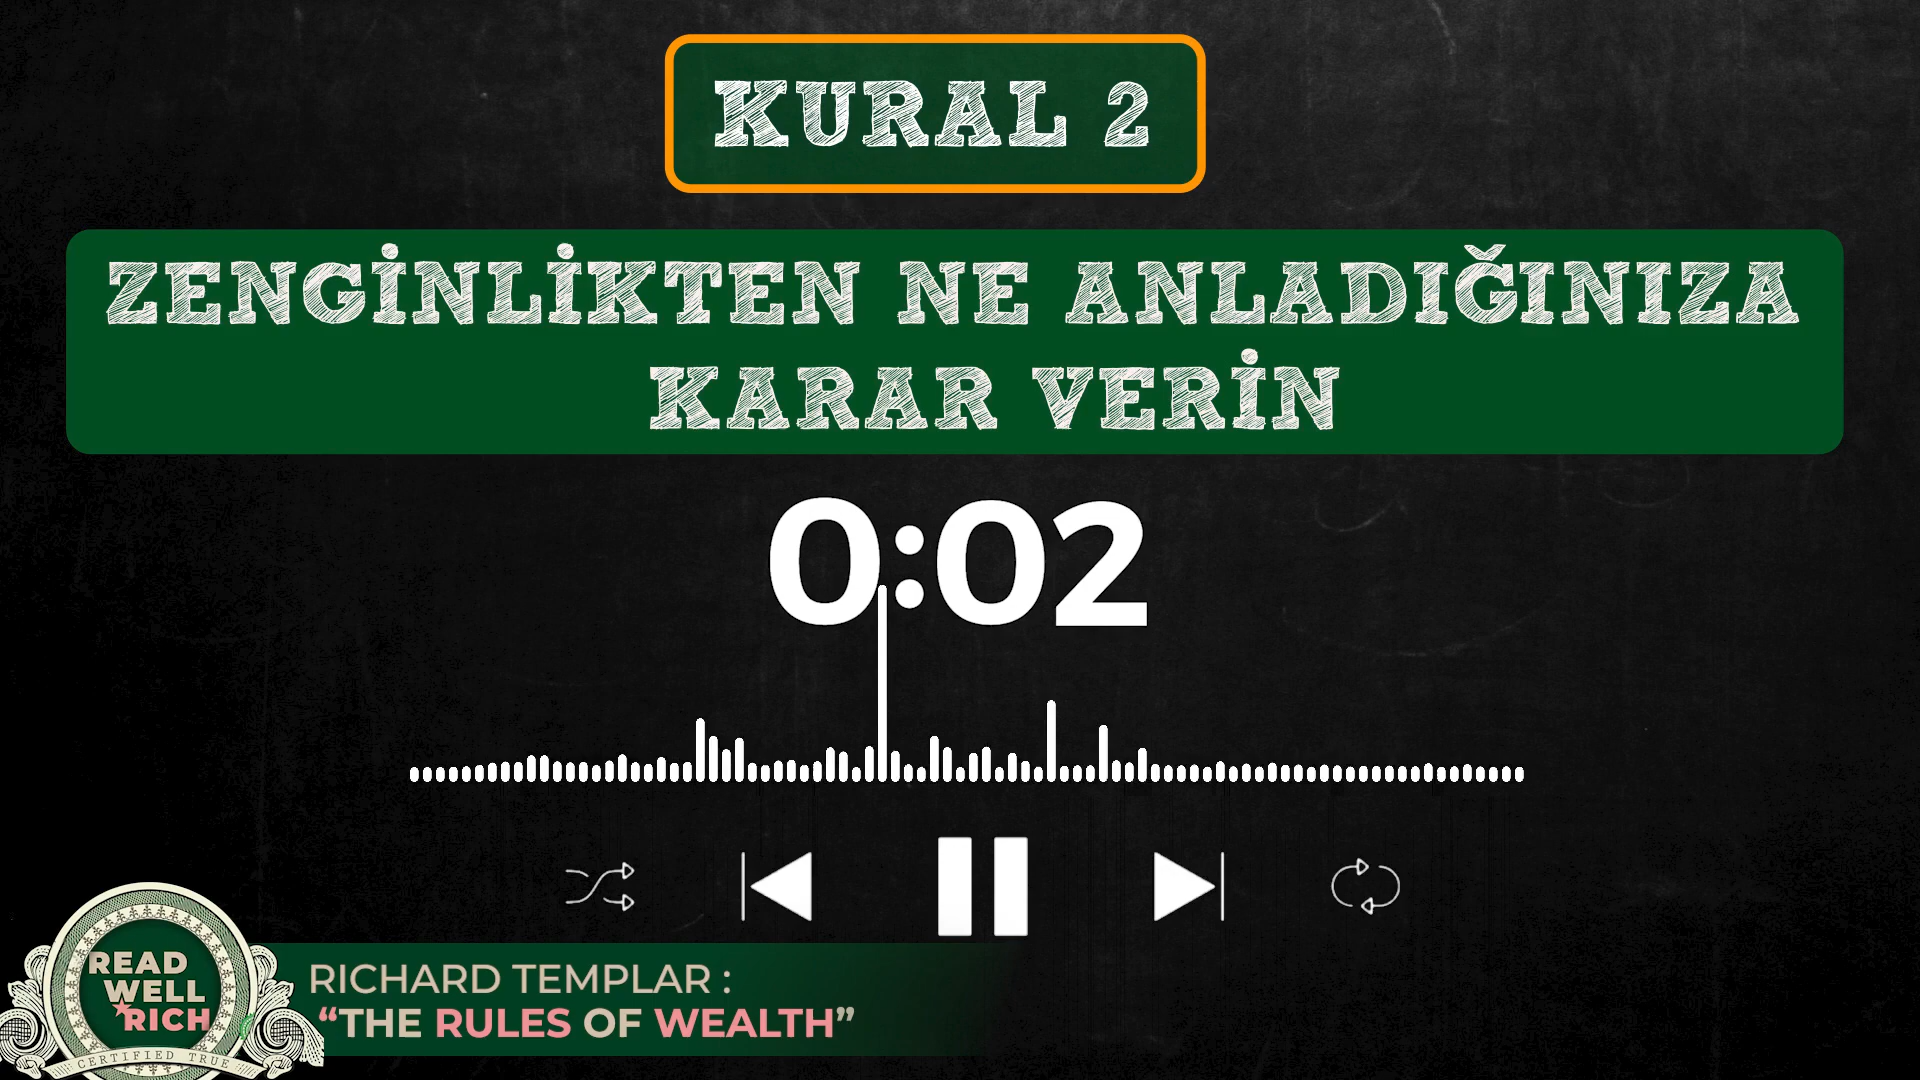 KURAL 2
ZENGİNLİKTEN NE ANLADIĞINIZA
KARAR VERİN
0:02
READ
WELL
RICH
CERTIFIED TRUE
RICHARD TEMPLAR :
“THE RULES OF WEALTH”